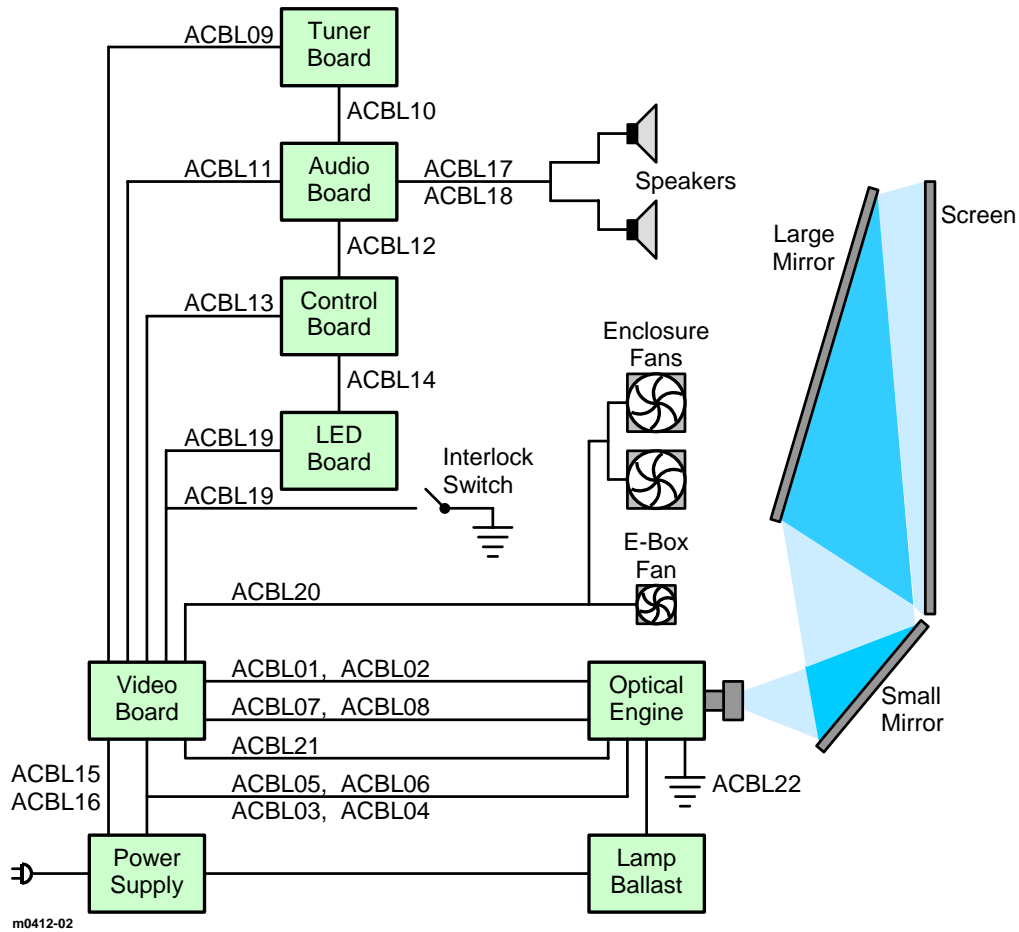 ACBL09
Tuner
Board
ACBL10
ACBL11
Audio
Board
ACBL17
ACBL18
Speakers
Large
Mirror
Screen
ACBL12
ACBL13
Control
Board
Enclosure
Fans
ACBL14
ACBL19
LED
Board
Interlock
Switch
ACBL19
E-Box
Fan
ACBL20
Video
Board
ACBL01, ACBL02
Optical
Engine
ACBL07, ACBL08
Small
Mirror
ACBL21
ACBL15
ACBL16
ACBL05, ACBL06
ACBL03, ACBL04
ACBL22
Power
Supply
Lamp
Ballast
m0412-02